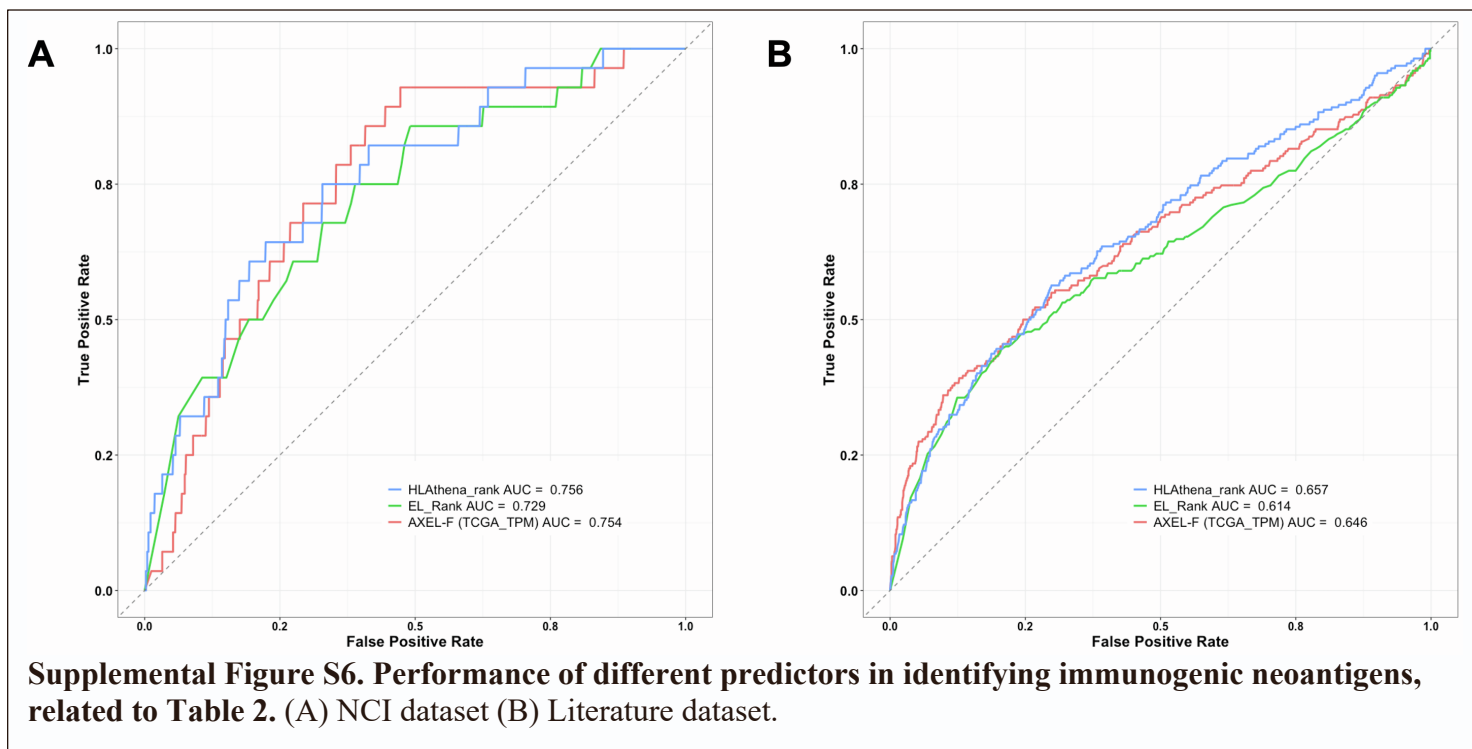 A
1.0
0.8
0.5
0.2
0.0
True Positive Rate
HLAthena_rank AUC = 0.756
EL_Rank AUC = 0.729
AXEL-F (TCGA_TPM) AUC = 0.754
0.0 0.2 0.5 0.8 1.0
False Positive Rate
B
1.0
0.8
0.5
0.2
0.0
True Positive Rate
HLAthena_rank AUC = 0.657
EL_Rank AUC = 0.614
AXEL-F (TCGA_TPM) AUC = 0.646
0.0 0.2 0.5 0.8 1.0
False Positive Rate
Supplemental Figure S6. Performance of different predictors in identifying immunogenic neoantigens,
related to Table 2. (A) NCI dataset (B) Literature dataset.